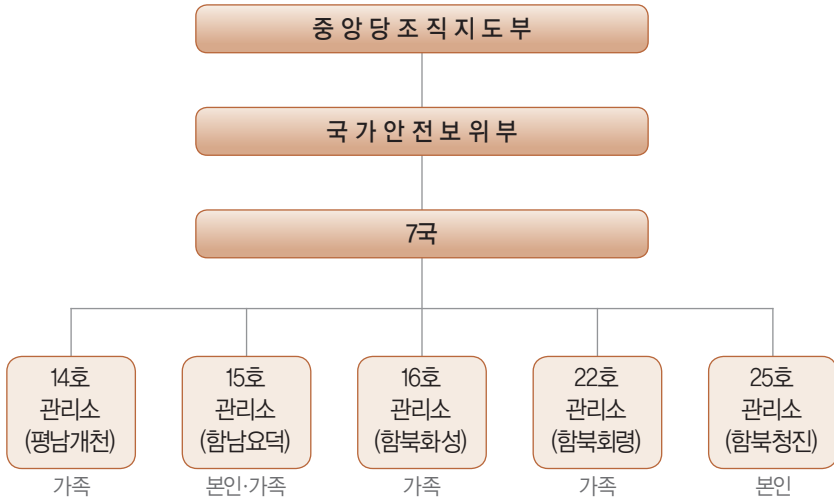 중앙당조직지도부
국가안전보위부
7국
14호
관리소
(평남개천)
가족
15호
관리소
(함남요덕)
본인·가족
16호
관리소
(함북화성)
가족
22호
관리소
(함북회령)
가족
25호
관리소
(함북청진)
본인